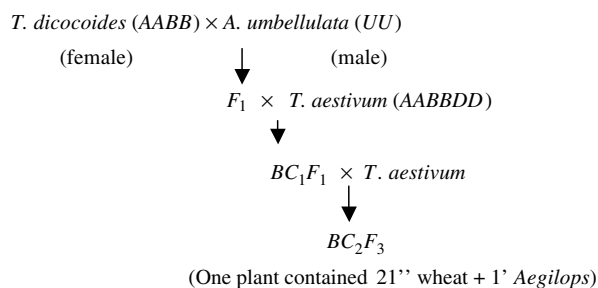 T. dicocoides (AABB) × A. umbellulata (UU)
(female) (male)
F₁ × T. aestivum (AABBDD)
BC₁F₁ × T. aestivum
BC₂F₃
(One plant contained 21'' wheat + 1' Aegilops)